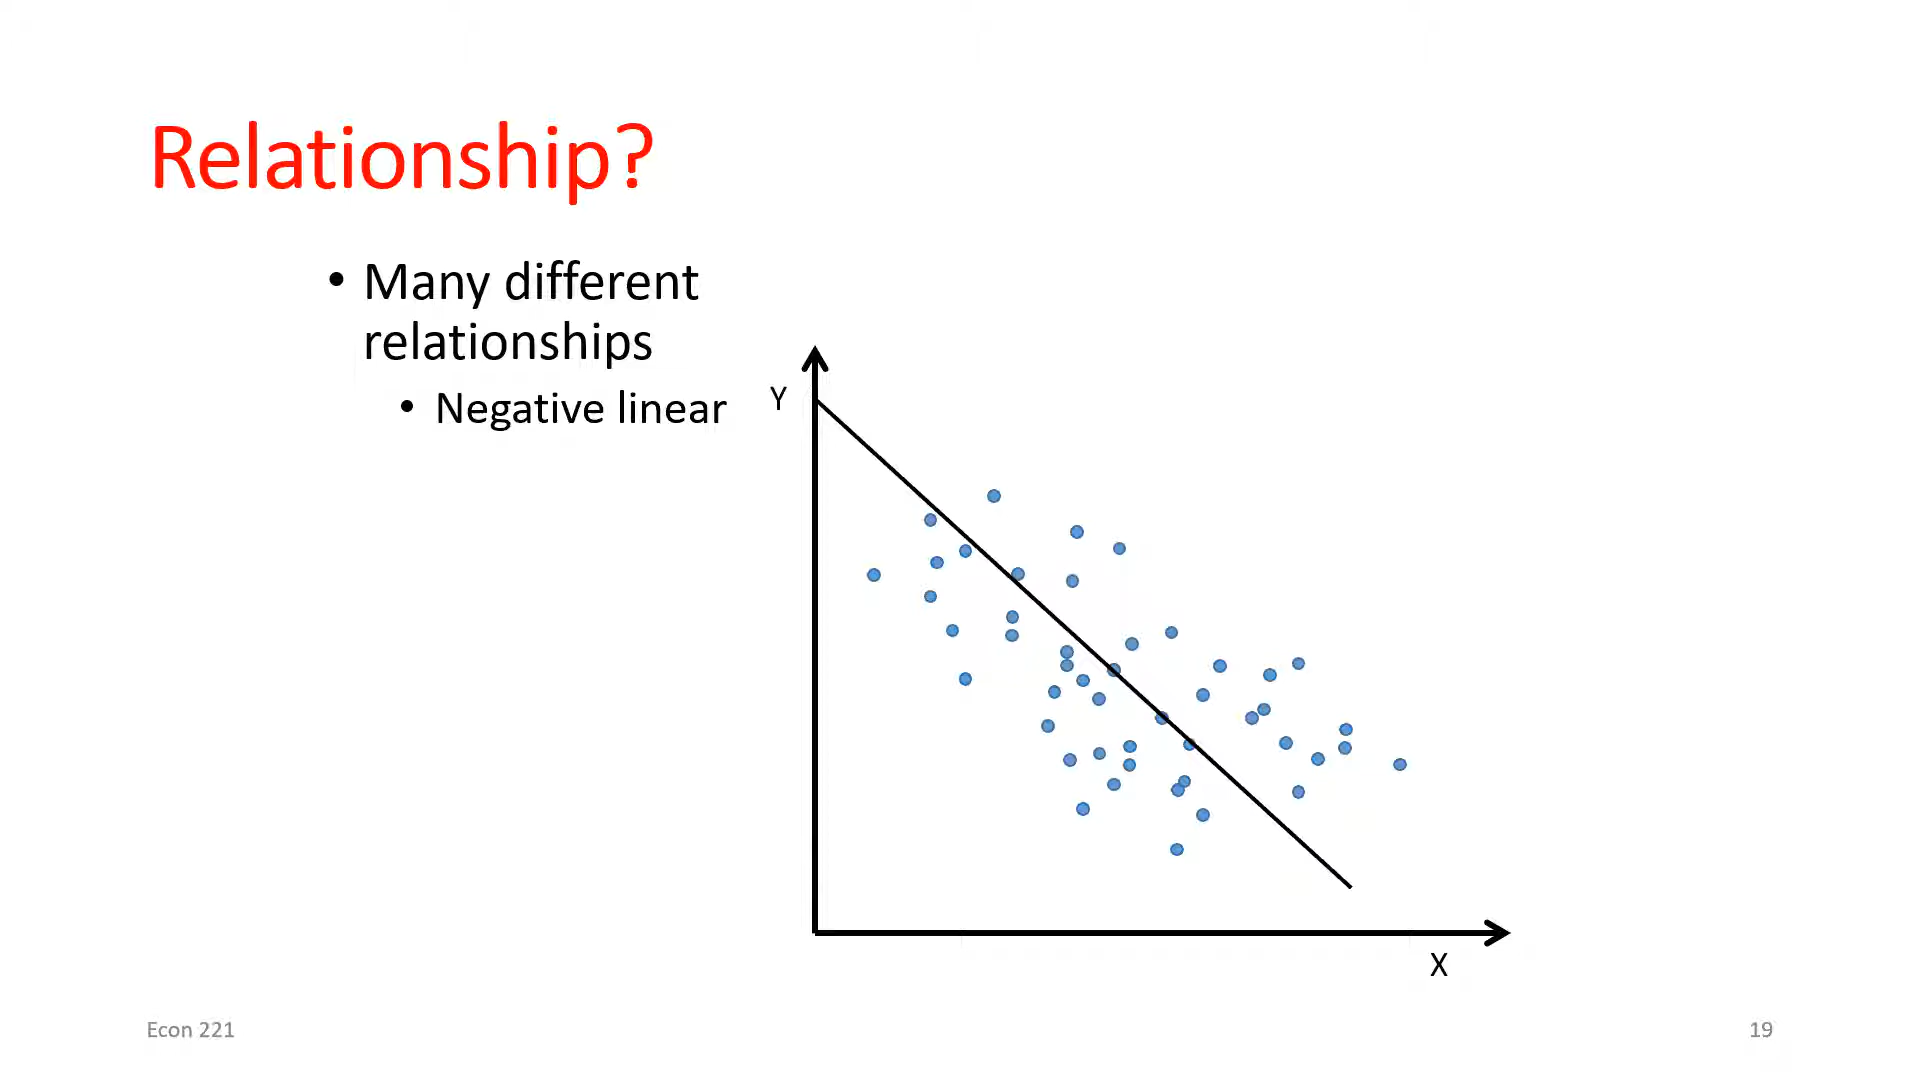 Relationship?
• Many different
relationships
• Negative linear
Y
X
Econ 221
19